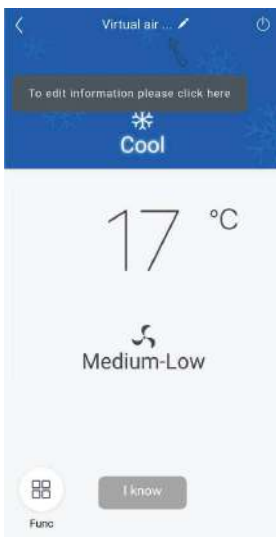 Virtual air ...
To edit information please click here
Cool
17 °C
Medium-Low
I know
Func